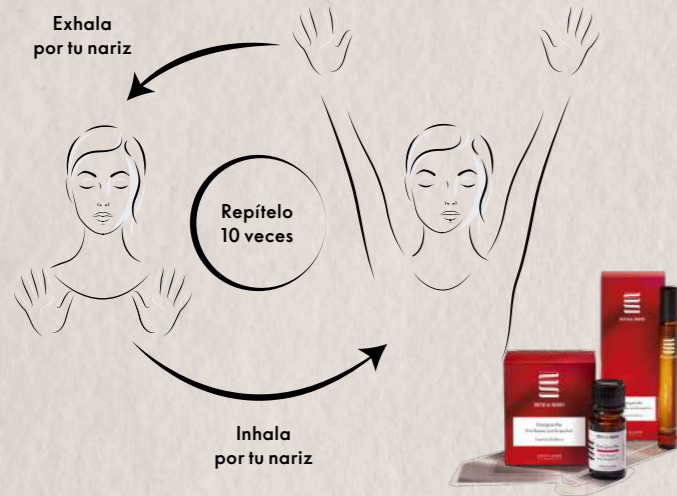 Exhala
por tu nariz
Repítelo
10 veces
Inhala
por tu nariz